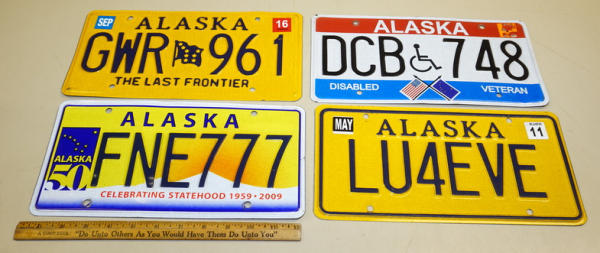 SEP ALASKA 16
GWR 961
THE LAST FRONTIER
ALASKA
DCB 748
DISABLED VETERAN
ALASKA
ALASKA
50
FNE777
CELEBRATING STATEHOOD 1959 • 2009
MAY ALASKA 11
LU4EVE
"Do Unto Others As You Would Have Them Do Unto You"